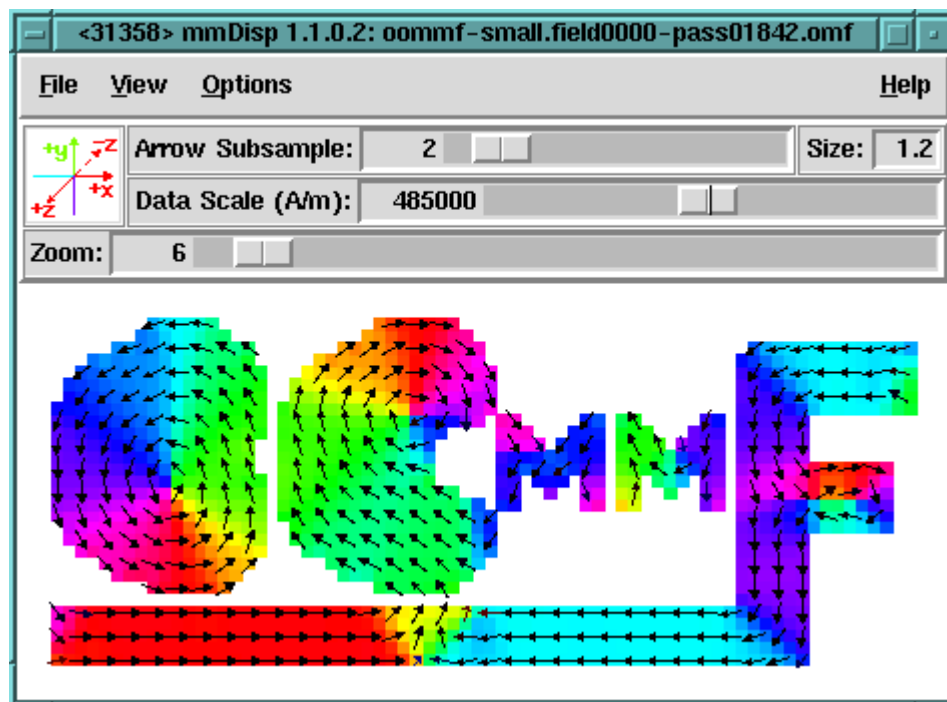 <31358> mmDisp 1.1.0.2: oommf-small.field0000-pass01842.omf
File View Options Help
+y -z +x +z
Arrow Subsample: 2 Size: 1.2
Data Scale (A/m): 485000
Zoom: 6
OOMMF